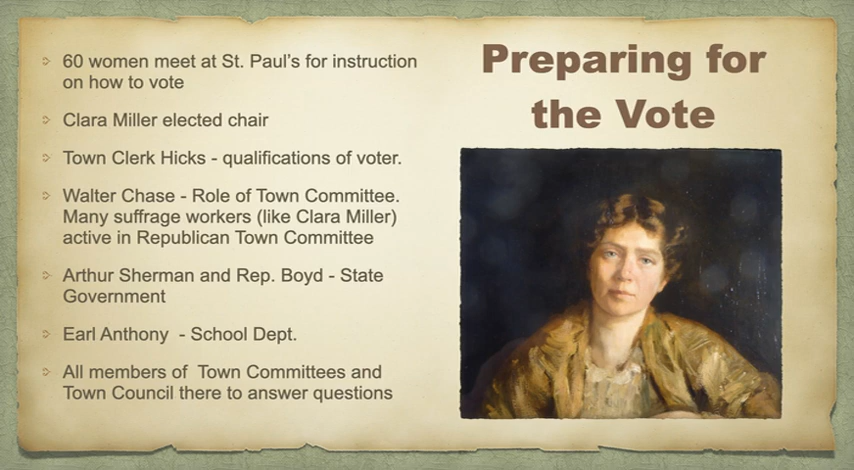 Preparing for
the Vote
60 women meet at St. Paul's for instruction
on how to vote
Clara Miller elected chair
Town Clerk Hicks - qualifications of voter.
Walter Chase - Role of Town Committee.
Many suffrage workers (like Clara Miller)
active in Republican Town Committee
Arthur Sherman and Rep. Boyd - State
Government
Earl Anthony  - School Dept.
All members of  Town Committees and
Town Council there to answer questions